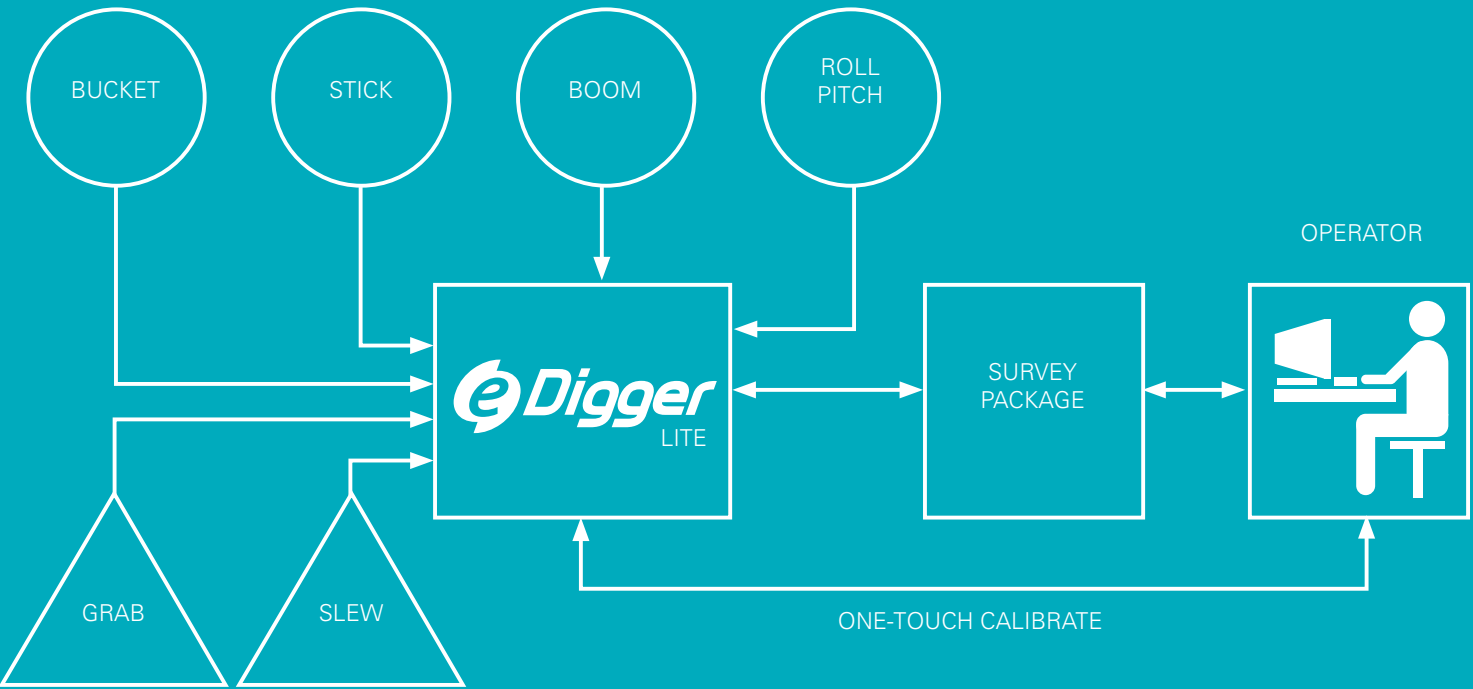 BUCKET
STICK
BOOM
ROLL
PITCH
OPERATOR
eDigger
LITE
SURVEY
PACKAGE
GRAB
SLEW
ONE-TOUCH CALIBRATE